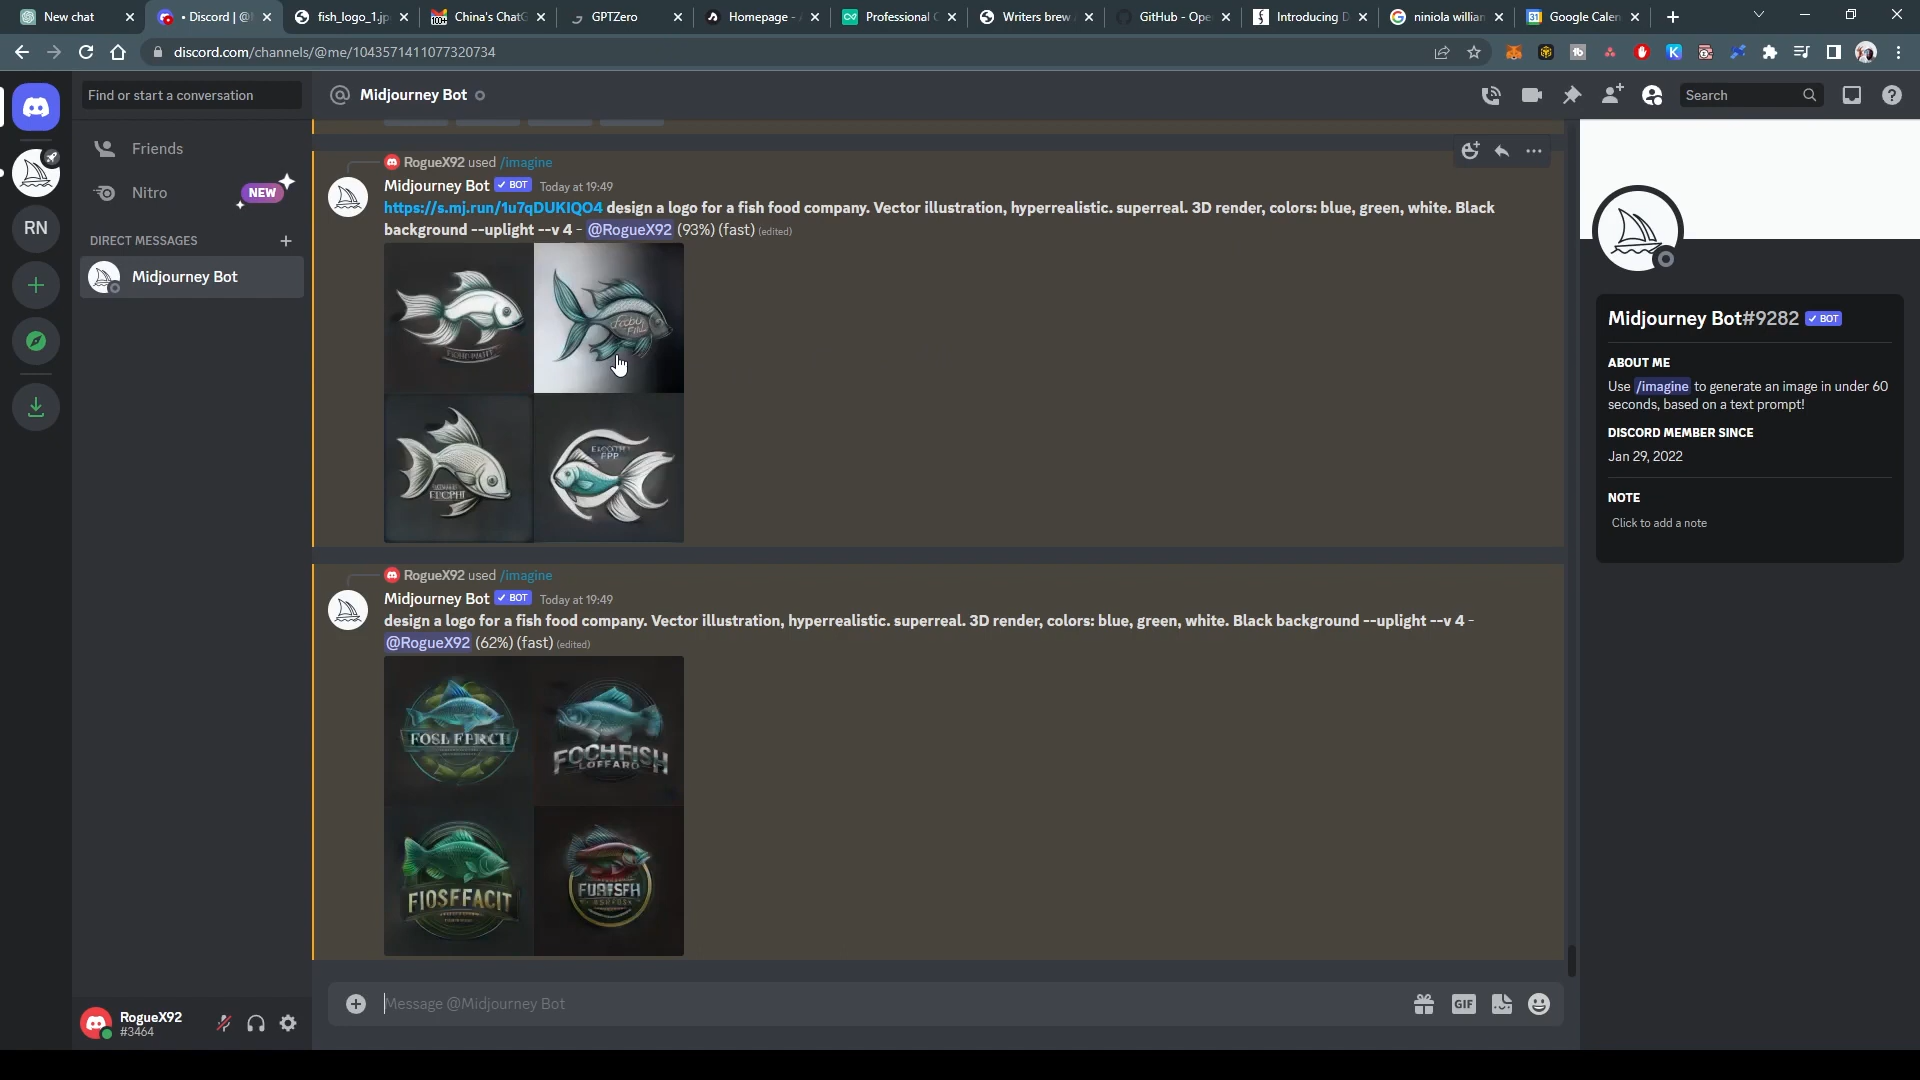 New chat
• Discord | @
fish_logo_1.jp
China's Chat
GPTZero
Homepage -
Professional
Writers brew
GitHub - Ope
Introducing D
niniola willian
Google Calen
discord.com/channels/@me/1043571411077320734
Find or start a conversation
Midjourney Bot
Search
Friends
Nitro
NEW
RN
DIRECT MESSAGES
Midjourney Bot
RogueX92 used /imagine
Midjourney Bot ✓ BOT Today at 19:49
https://s.mj.run/1u7qDUKIQO4 design a logo for a fish food company. Vector illustration, hyperrealistic. superreal. 3D render, colors: blue, green, white. Black
background --uplight --v 4 - @RogueX92 (93%) (fast) (edited)
RogueX92 used /imagine
Midjourney Bot ✓ BOT Today at 19:49
design a logo for a fish food company. Vector illustration, hyperrealistic. superreal. 3D render, colors: blue, green, white. Black background --uplight --v 4 -
@RogueX92 (62%) (fast) (edited)
FOCH FISH
LOFFARD
FIOSFFACIT
Message @Midjourney Bot
GIF
RogueX92
#3464
Midjourney Bot#9282 ✓ BOT
ABOUT ME
Use /imagine to generate an image in under 60
seconds, based on a text prompt!
DISCORD MEMBER SINCE
Jan 29, 2022
NOTE
Click to add a note